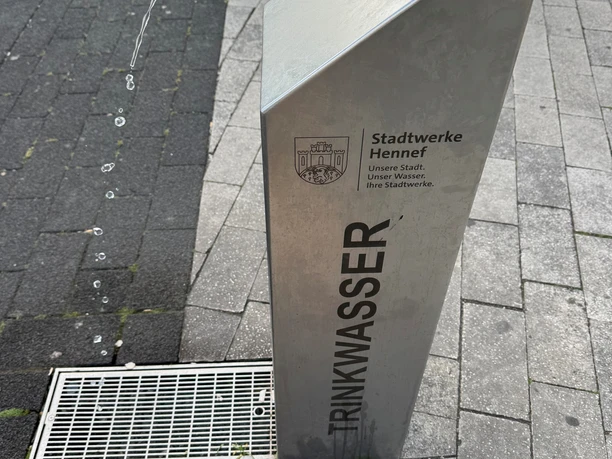 Stadtwerke
Hennef
Unsere Stadt.
Unser Wasser.
Ihre Stadtwerke.
TRINKWASSER